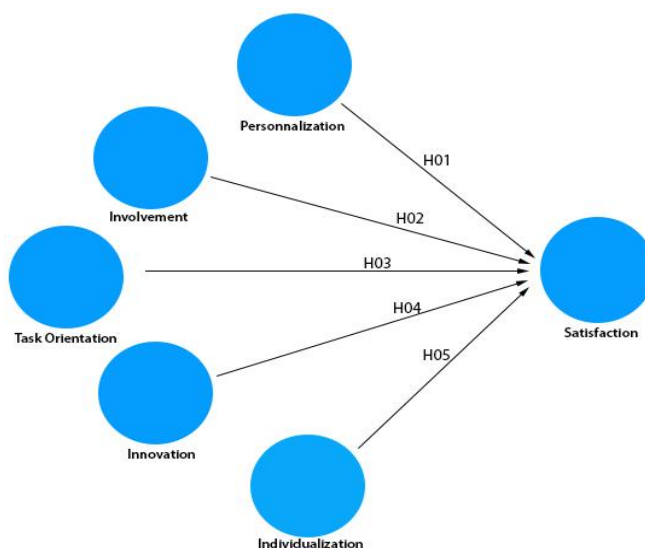 Personnalization
H01
Involvement
H02
H03
Task Orientation
Satisfaction
H04
Innovation
H05
Individualization